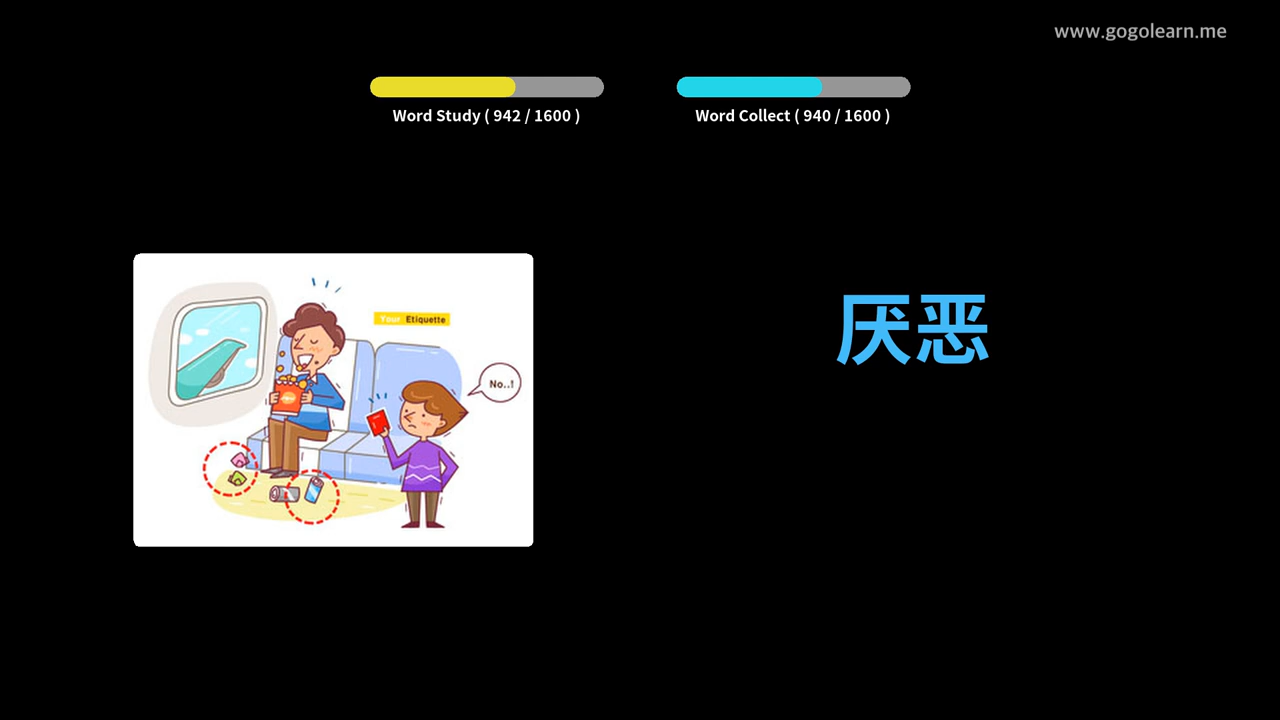 www.gogolearn.me
Word Study ( 942 / 1600 )
Word Collect ( 940 / 1600 )
Your Etiquette
No..!
厌恶